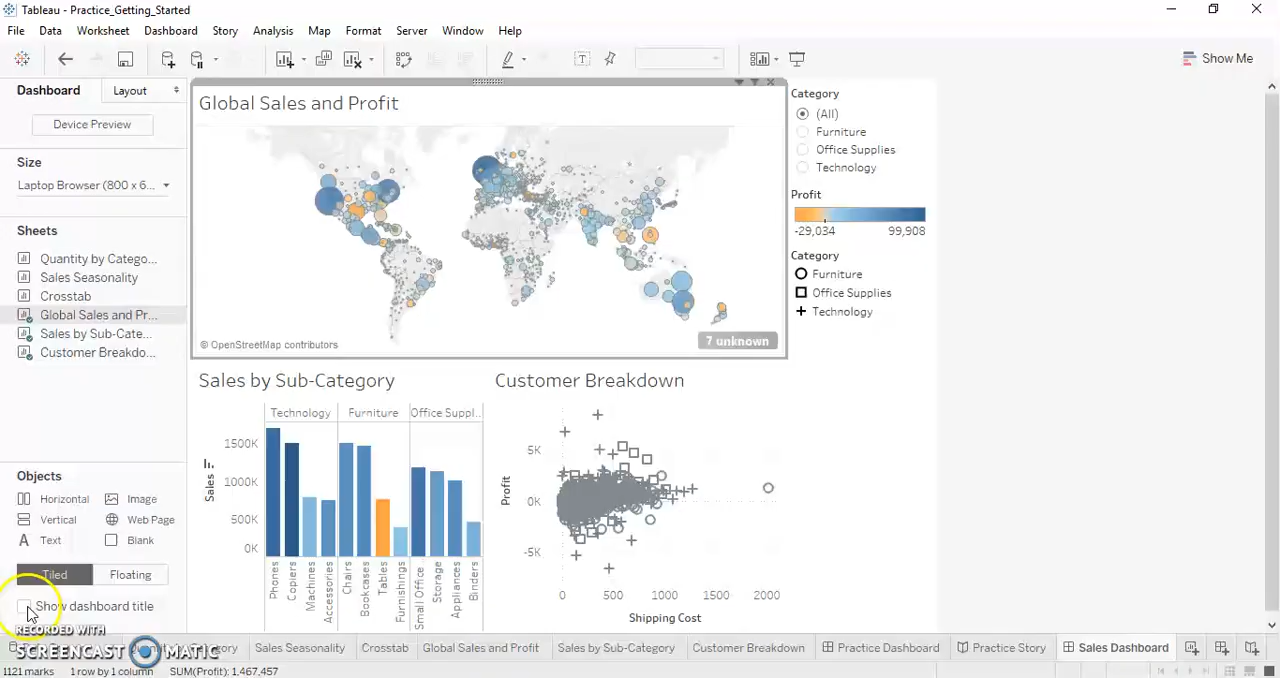 Tableau - Practice_Getting_Started
File Data Worksheet Dashboard Story Analysis Map Format Server Window Help
Show Me
Dashboard Layout
Device Preview
Size
Laptop Browser (800 x 6...
Sheets
Quantity by Catego...
Sales Seasonality
Crosstab
Global Sales and Pr...
Sales by Sub-Cate...
Customer Breakdo...
Objects
Horizontal Image
Vertical Web Page
A Text Blank
Tiled Floating
Show dashboard title
Global Sales and Profit
© OpenStreetMap contributors
7 unknown
Category
(All)
Furniture
Office Supplies
Technology
Profit
-29,034 99,908
Category
Furniture
Office Supplies
Technology
Sales by Sub-Category
Technology Furniture Office Suppl..
Sales
1500K
1000K
500K
0K
Phones Copiers Machines Accessories Chairs Bookcases Tables Furnishings Small Office Storage Appliances Binders
Customer Breakdown
Profit
5K
0K
-5K
0 500 1000 1500 2000
Shipping Cost
RECORDED WITH
SCREENCAST MATIC
Sales Seasonality Crosstab Global Sales and Profit Sales by Sub-Category Customer Breakdown Practice Dashboard Practice Story Sales Dashboard
1121 marks 1 row by 1 column SUM(Profit): 1,467,457